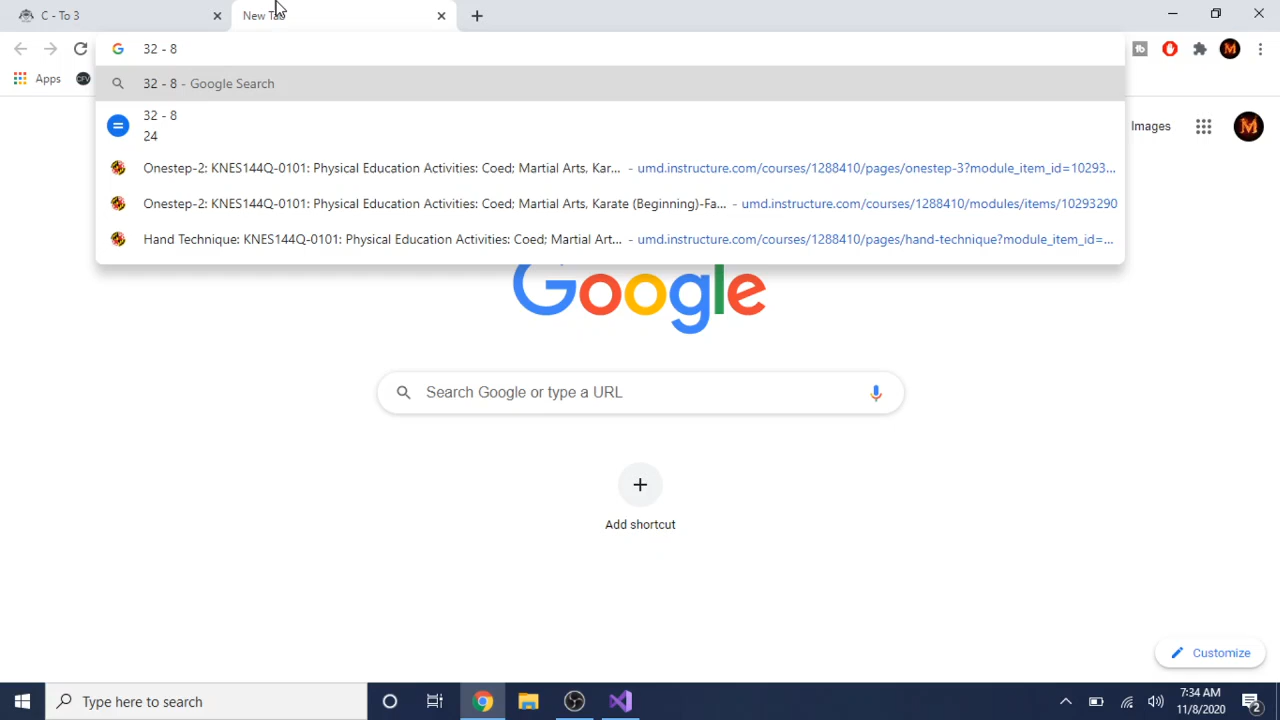 C - To 3
New Tab
32 - 8
Apps
32 - 8 - Google Search
32 - 8
24
Onestep-2: KNES144Q-0101: Physical Education Activities: Coed; Martial Arts, Kar... - umd.instructure.com/courses/1288410/pages/onestep-3?module_item_id=10293...
Onestep-2: KNES144Q-0101: Physical Education Activities: Coed; Martial Arts, Karate (Beginning)-Fa... - umd.instructure.com/courses/1288410/modules/items/10293290
Hand Technique: KNES144Q-0101: Physical Education Activities: Coed; Martial Art... - umd.instructure.com/courses/1288410/pages/hand-technique?module_item_id=...
Images
Google
Search Google or type a URL
Add shortcut
Customize
Type here to search
7:34 AM
11/8/2020
2